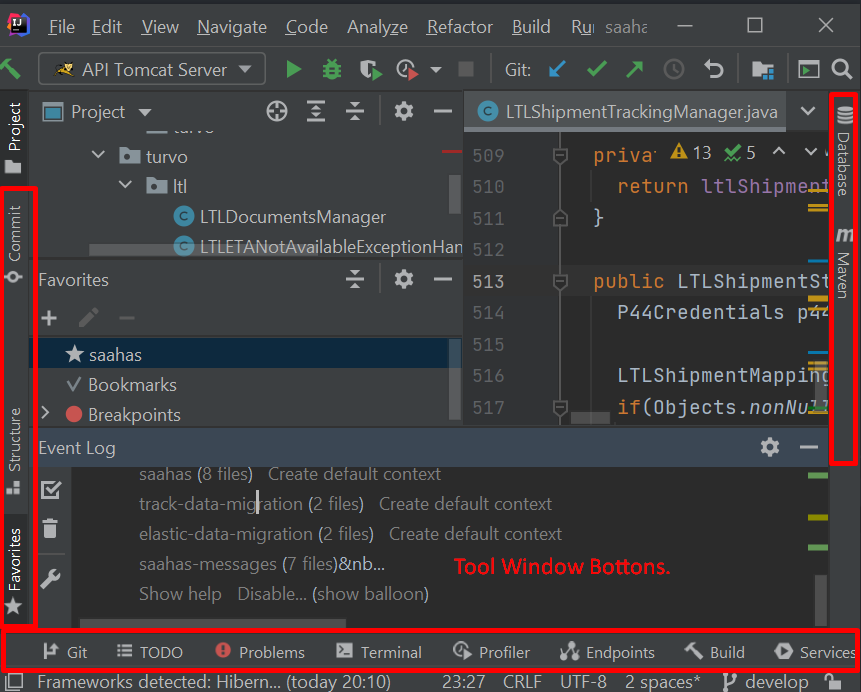 File Edit View Navigate Code Analyze Refactor Build Ru saaha
API Tomcat Server Git:
Project
Project
LTLShipmentTrackingManager.java
turvo
turvo
ltl
LTLDocumentsManager
LTLETANotAvailableExceptionHan
509 priva 13 5
510 return ltlShipment
511 }
512
513 public LTLShipmentSt
514 P44Credentials p44
515
516 LTLShipmentMapping
517 if(Objects.nonNull
Database
Maven
Commit
Structure
Favorites
Favorites
saahas
Bookmarks
Breakpoints
Event Log
saahas (8 files) Create default context
track-data-migration (2 files) Create default context
elastic-data-migration (2 files) Create default context
saahas-messages (7 files)&nb...
Show help Disable... (show balloon)
Tool Window Bottons.
Git TODO Problems Terminal Profiler Endpoints Build Services
Frameworks detected: Hibern... (today 20:10) 23:27 CRLF UTF-8 2 spaces* develop